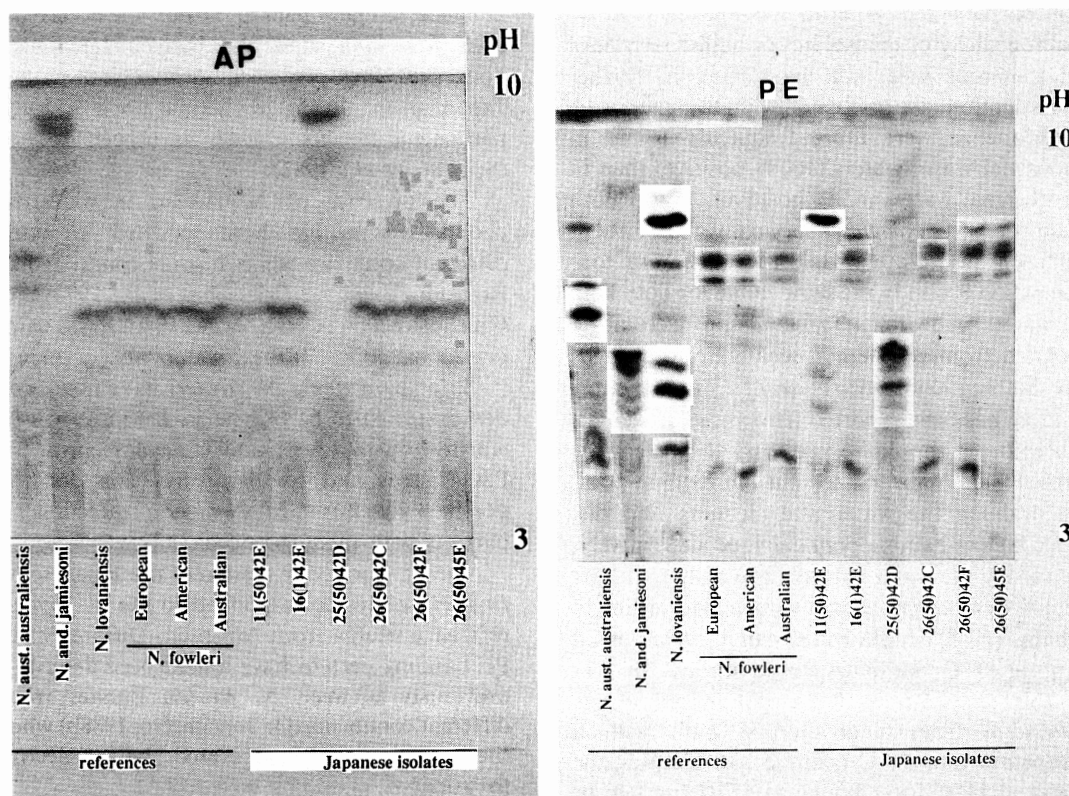 AP
pH
10
3
N. aust. australiensis
N. and. jamiesoni
N. lovaniensis
European
American
Australian
11(50)42E
16(1)42E
25(50)42D
26(50)42C
26(50)42F
26(50)45E
N. fowleri
references
Japanese isolates
PE
pH
10
3
N. aust. australiensis
N. and. jamiesoni
N. lovaniensis
European
American
Australian
11(50)42E
16(1)42E
25(50)42D
26(50)42C
26(50)42F
26(50)45E
N. fowleri
references
Japanese isolates